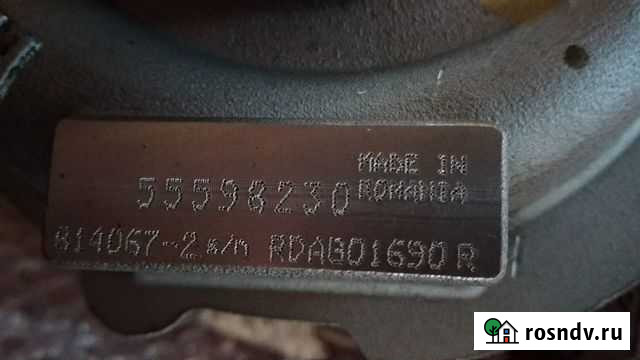 MADE IN
55598230 ROMANIA
814067-2 s/n RDAB01690 R
rosndv.ru